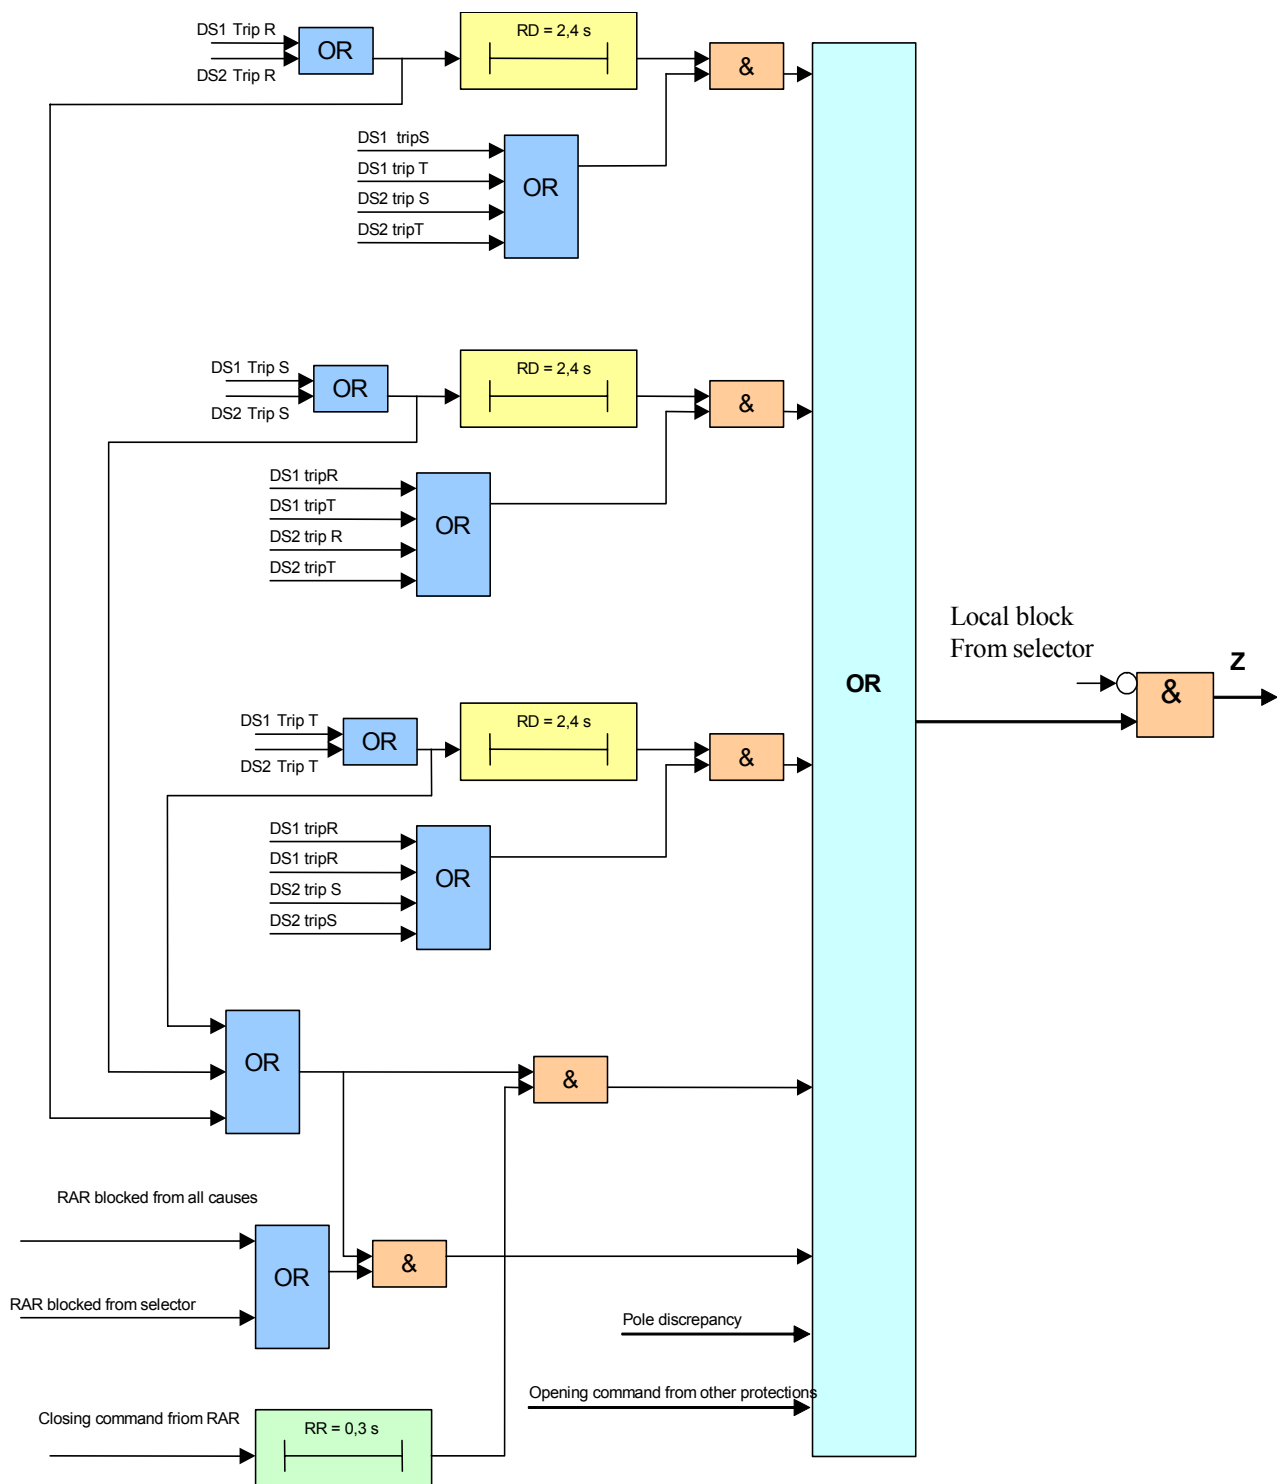 DS1 Trip R
DS2 Trip R
OR
RD = 2,4 s
&
DS1 tripS
DS1 trip T
DS2 trip S
DS2 tripT
OR
DS1 Trip S
DS2 Trip S
OR
RD = 2,4 s
&
DS1 tripR
DS1 tripT
DS2 trip R
DS2 tripT
OR
Local block
From selector
OR
&
Z
DS1 Trip T
DS2 Trip T
OR
RD = 2,4 s
&
DS1 tripR
DS1 tripR
DS2 trip S
DS2 tripS
OR
OR
&
RAR blocked from all causes
OR
&
RAR blocked from selector
Pole discrepancy
Opening command from other protections
Closing command friom RAR
RR = 0,3 s